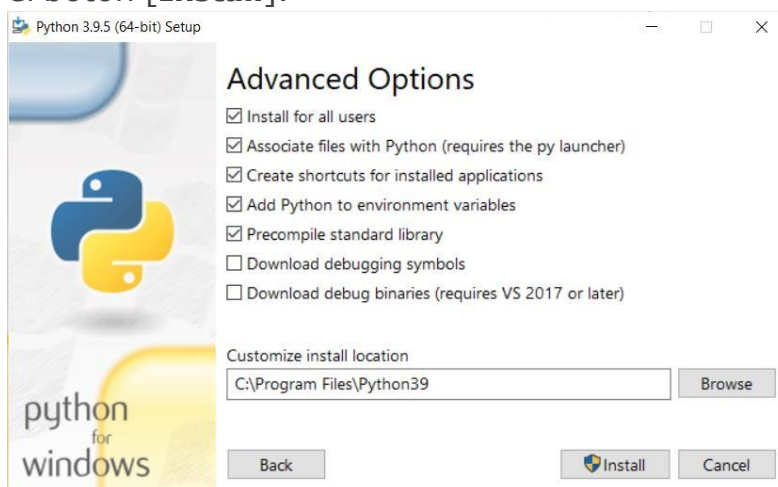 Python 3.9.5 (64-bit) Setup
Advanced Options
Install for all users
Associate files with Python (requires the py launcher)
Create shortcuts for installed applications
Add Python to environment variables
Precompile standard library
Download debugging symbols
Download debug binaries (requires VS 2017 or later)
Customize install location
C:\Program Files\Python39 Browse
python
for
windows
Back Install Cancel